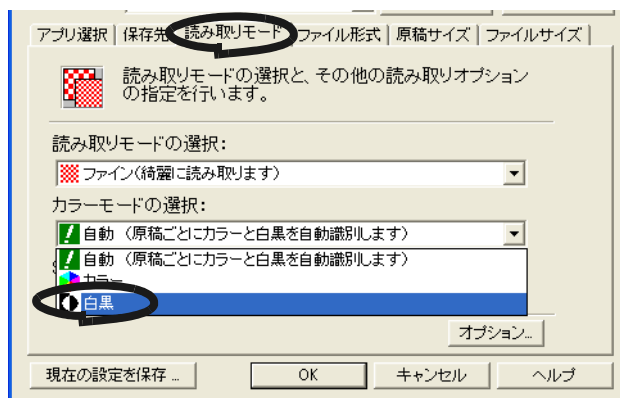 アプリ選択 保存先 読み取りモード ファイル形式 原稿サイズ ファイルサイズ
読み取りモードの選択と、その他の読み取りオプション
の指定を行います。
読み取りモードの選択:
ファイン(綺麗に読み取ります)
カラーモードの選択:
自動 (原稿ごとにカラーと白黒を自動識別します)
自動 (原稿ごとにカラーと白黒を自動識別します)
カラー
白黒
オプション...
現在の設定を保存 ... OK キャンセル ヘルプ